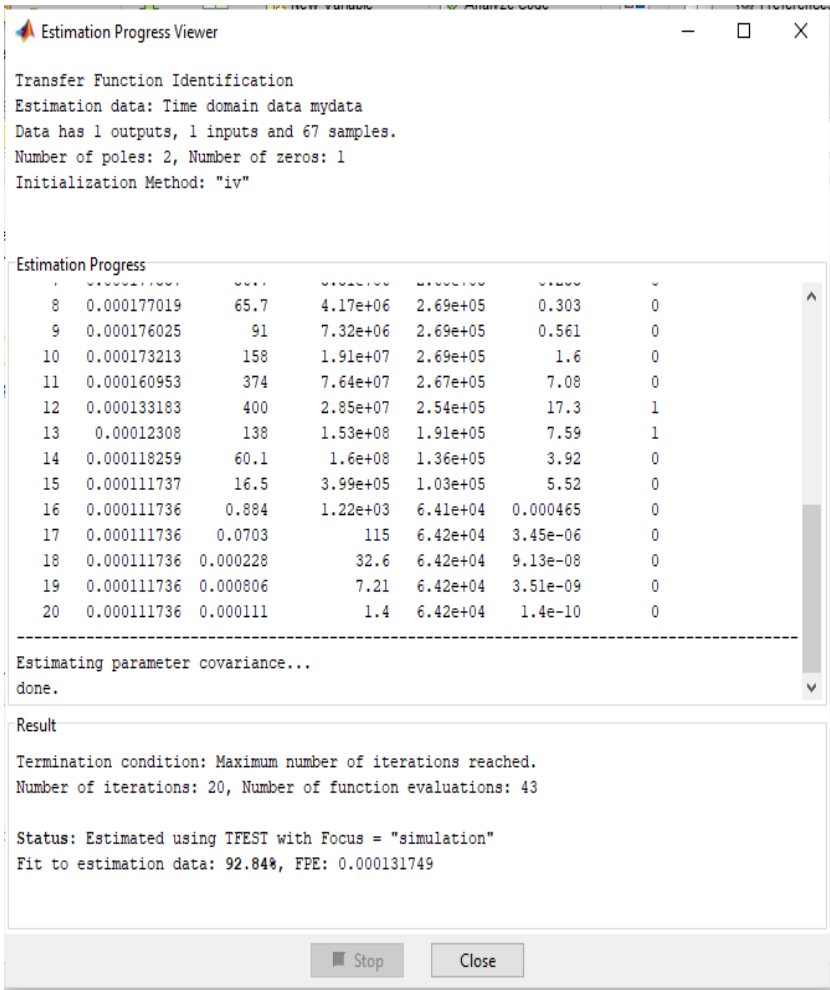 New Variable Analyze Code Preferences
Estimation Progress Viewer
Transfer Function Identification
Estimation data: Time domain data mydata
Data has 1 outputs, 1 inputs and 67 samples.
Number of poles: 2, Number of zeros: 1
Initialization Method: "iv"
Estimation Progress
8 0.000177019 65.7 4.17e+06 2.69e+05 0.303 0
9 0.000176025 91 7.32e+06 2.69e+05 0.561 0
10 0.000173213 158 1.91e+07 2.69e+05 1.6 0
11 0.000160953 374 7.64e+07 2.67e+05 7.08 0
12 0.000133183 400 2.85e+07 2.54e+05 17.3 1
13 0.00012308 138 1.53e+08 1.91e+05 7.59 1
14 0.000118259 60.1 1.6e+08 1.36e+05 3.92 0
15 0.000111737 16.5 3.99e+05 1.03e+05 5.52 0
16 0.000111736 0.884 1.22e+03 6.41e+04 0.000465 0
17 0.000111736 0.0703 115 6.42e+04 3.45e-06 0
18 0.000111736 0.000228 32.6 6.42e+04 9.13e-08 0
19 0.000111736 0.000806 7.21 6.42e+04 3.51e-09 0
20 0.000111736 0.000111 1.4 6.42e+04 1.4e-10 0
------------------------------------------------------------------------------------------
Estimating parameter covariance...
done.
Result
Termination condition: Maximum number of iterations reached.
Number of iterations: 20, Number of function evaluations: 43
Status: Estimated using TFEST with Focus = "simulation"
Fit to estimation data: 92.84%, FPE: 0.000131749
Stop Close